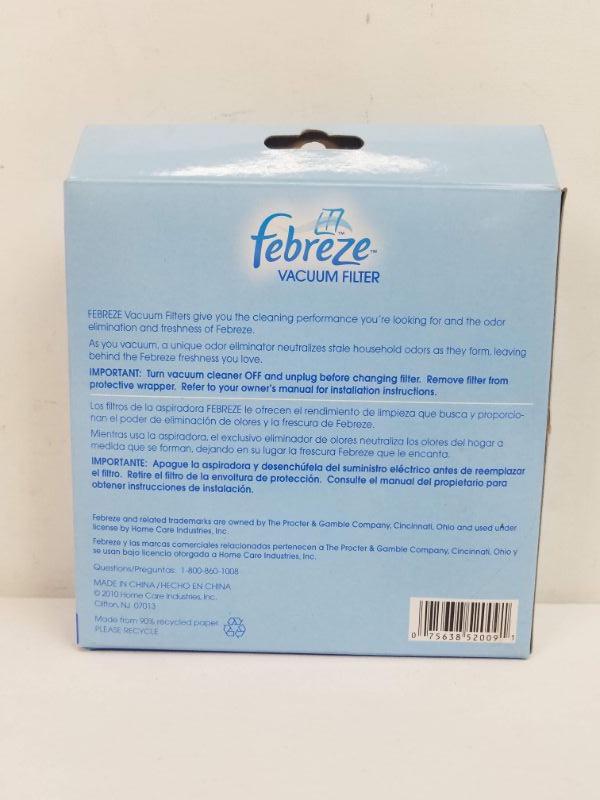 febreze™
VACUUM FILTER
FEBREZE Vacuum Filters give you the cleaning performance you're looking for and the odor
elimination and freshness of Febreze.
As you vacuum, a unique odor eliminator neutralizes stale household odors as they form, leaving
behind the Febreze freshness you love.
IMPORTANT: Turn vacuum cleaner OFF and unplug before changing filter. Remove filter from
protective wrapper. Refer to your owner's manual for installation instructions.
Los filtros de la aspiradora FEBREZE le ofrecen el rendimiento de limpieza que busca y proporcio-
nan el poder de eliminación de olores y la frescura de Febreze.
Mientras usa la aspiradora, el exclusivo eliminador de olores neutraliza los olores del hogar a
medida que se forman, dejando en su lugar la frescura Febreze que le encanta.
IMPORTANTE: Apague la aspiradora y desenchúfela del suministro eléctrico antes de reemplazar
el filtro. Retire el filtro de la envoltura de protección. Consulte el manual del propietario para
obtener instrucciones de instalación.
Febreze and related trademarks are owned by The Procter & Gamble Company, Cincinnati, Ohio and used under
license by Home Care Industries, Inc.
Febreze y las marcas comerciales relacionadas pertenecen a The Procter & Gamble Company, Cincinnati, Ohio y
se usan bajo licencia otorgada a Home Care Industries, Inc.
Questions/Preguntas: 1-800-860-1008
MADE IN CHINA/HECHO EN CHINA
© 2010 Home Care Industries, Inc.
Clifton, NJ 07013
Made from 90% recycled paper
PLEASE RECYCLE
0 75638 52009 1